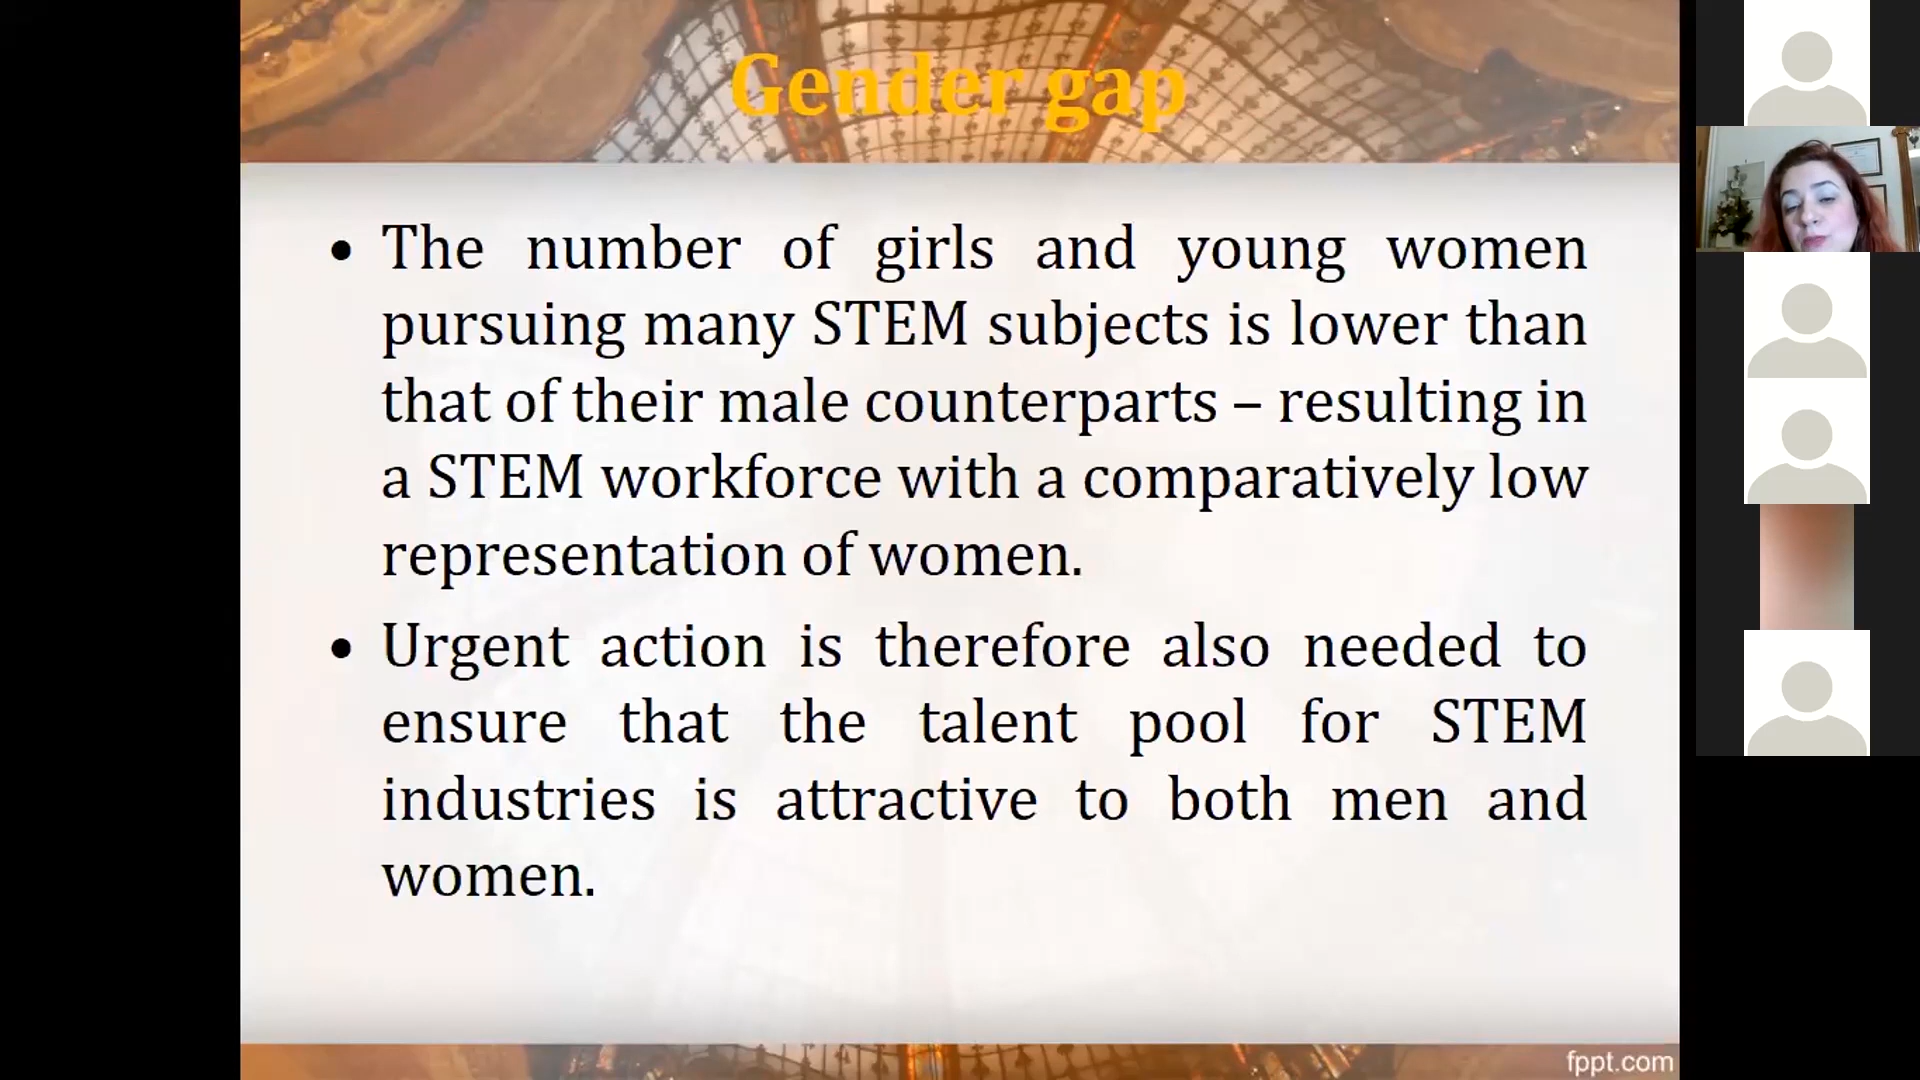 Gender gap
• The number of girls and young women
pursuing many STEM subjects is lower than
that of their male counterparts – resulting in
a STEM workforce with a comparatively low
representation of women.
• Urgent action is therefore also needed to
ensure that the talent pool for STEM
industries is attractive to both men and
women.
fppt.com